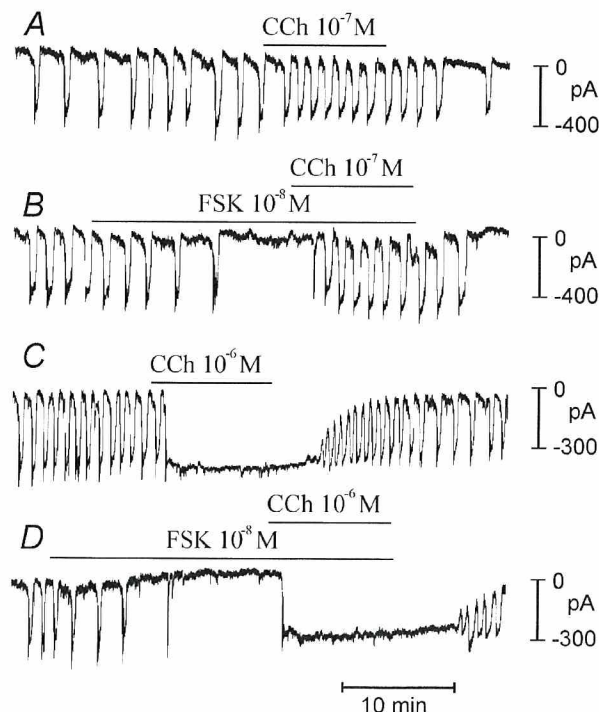 A
CCh 10⁻⁷M
0
pA
-400
B
CCh 10⁻⁷M
FSK 10⁻⁸M
0
pA
-400
C
CCh 10⁻⁶M
0
pA
-300
D
CCh 10⁻⁶M
FSK 10⁻⁸M
0
pA
-300
10 min